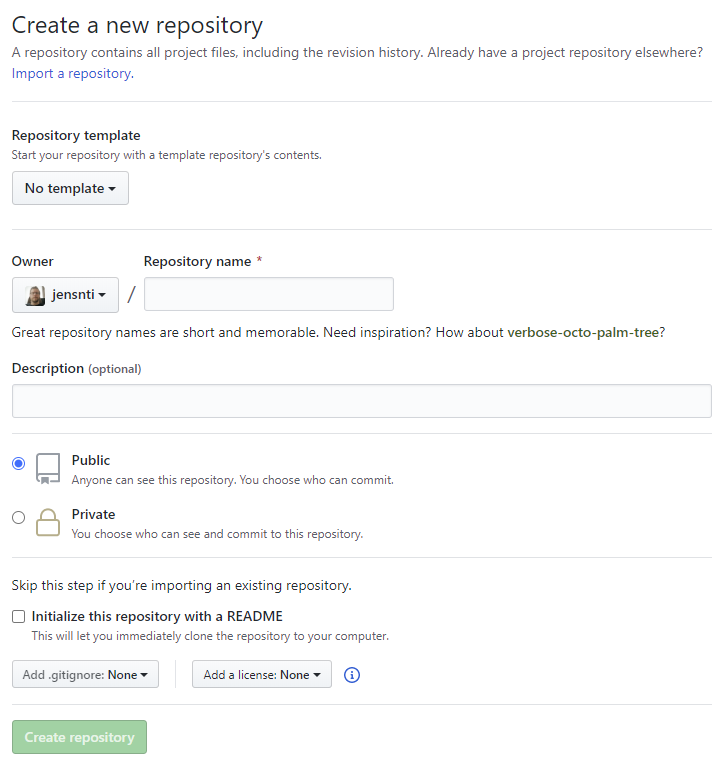 Create a new repository
A repository contains all project files, including the revision history. Already have a project repository elsewhere?
Import a repository.
Repository template
Start your repository with a template repository's contents.
No template
Owner
Repository name *
jensnti
/
Great repository names are short and memorable. Need inspiration? How about verbose-octo-palm-tree?
Description (optional)
Public
Anyone can see this repository. You choose who can commit.
Private
You choose who can see and commit to this repository.
Skip this step if you're importing an existing repository.
Initialize this repository with a README
This will let you immediately clone the repository to your computer.
Add .gitignore: None
Add a license: None
Create repository